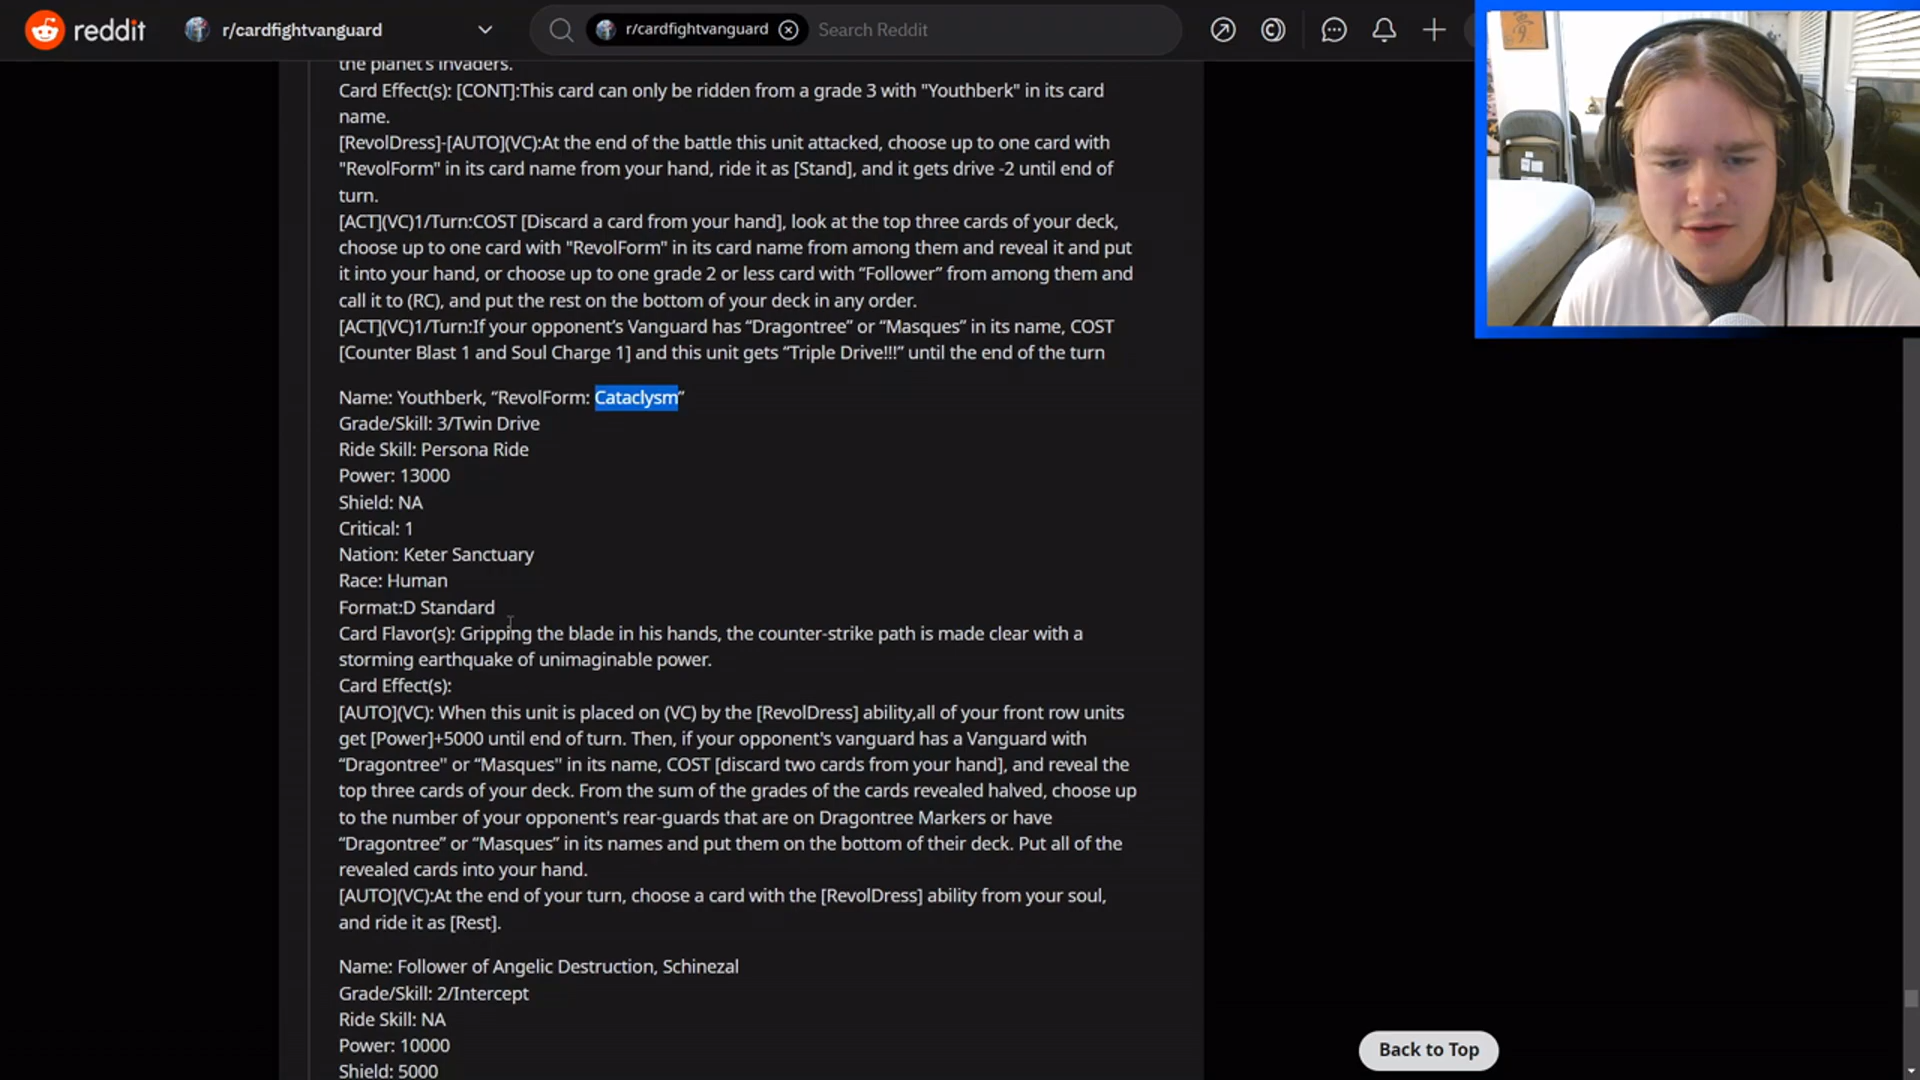 reddit
r/cardfightvanguard
r/cardfightvanguard
Search Reddit
the planet's invaders.
Card Effect(s): [CONT]:This card can only be ridden from a grade 3 with "Youthberk" in its card
name.
[RevolDress]-[AUTO](VC):At the end of the battle this unit attacked, choose up to one card with
"RevolForm" in its card name from your hand, ride it as [Stand], and it gets drive -2 until end of
turn.
[ACT](VC)1/Turn:COST [Discard a card from your hand], look at the top three cards of your deck,
choose up to one card with "RevolForm" in its card name from among them and reveal it and put
it into your hand, or choose up to one grade 2 or less card with “Follower” from among them and
call it to (RC), and put the rest on the bottom of your deck in any order.
[ACT](VC)1/Turn:If your opponent’s Vanguard has “Dragontree” or “Masques” in its name, COST
[Counter Blast 1 and Soul Charge 1] and this unit gets “Triple Drive!!!” until the end of the turn
Name: Youthberk, “RevolForm: Cataclysm”
Grade/Skill: 3/Twin Drive
Ride Skill: Persona Ride
Power: 13000
Shield: NA
Critical: 1
Nation: Keter Sanctuary
Race: Human
Format:D Standard
Card Flavor(s): Gripping the blade in his hands, the counter-strike path is made clear with a
storming earthquake of unimaginable power.
Card Effect(s):
[AUTO](VC): When this unit is placed on (VC) by the [RevolDress] ability,all of your front row units
get [Power]+5000 until end of turn. Then, if your opponent's vanguard has a Vanguard with
“Dragontree" or “Masques" in its name, COST [discard two cards from your hand], and reveal the
top three cards of your deck. From the sum of the grades of the cards revealed halved, choose up
to the number of your opponent's rear-guards that are on Dragontree Markers or have
“Dragontree” or “Masques” in its names and put them on the bottom of their deck. Put all of the
revealed cards into your hand.
[AUTO](VC):At the end of your turn, choose a card with the [RevolDress] ability from your soul,
and ride it as [Rest].
Name: Follower of Angelic Destruction, Schinezal
Grade/Skill: 2/Intercept
Ride Skill: NA
Power: 10000
Shield: 5000
Back to Top